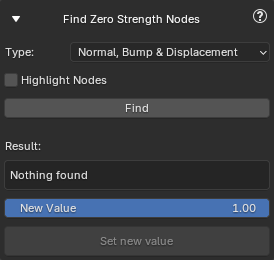 Find Zero Strength Nodes
Type: Normal, Bump & Displacement
Highlight Nodes
Find
Result:
Nothing found
New Value 1.00
Set new value